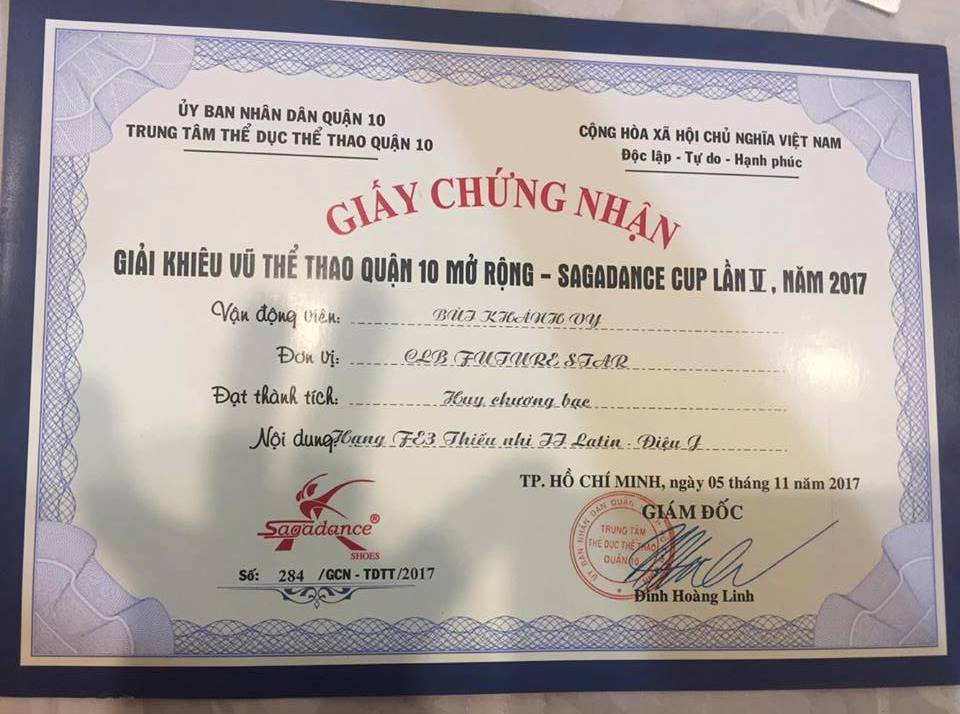 ỦY BAN NHÂN DÂN QUẬN 10
TRUNG TÂM THỂ DỤC THỂ THAO QUẬN 10
CỘNG HÒA XÃ HỘI CHỦ NGHĨA VIỆT NAM
Độc lập - Tự do - Hạnh phúc
GIẤY CHỨNG NHẬN
GIẢI KHIÊU VŨ THỂ THAO QUẬN 10 MỞ RỘNG – SAGADANCE CUP LẦN V, NĂM 2017
Vận động viên: BÙI KHÁNH VY
Đơn vị: CLB FUTURE STAR
Đạt thành tích: Huy chương bạc
Nội dung: Hạng FE3 Thiếu nhi II Latin - Điệu J
TP. HỒ CHÍ MINH, ngày 05 tháng 11 năm 2017
GIÁM ĐỐC
Sagadance®
SHOES
ỦY BAN NHÂN DÂN QUẬN
TRUNG TÂM
THỂ DỤC THỂ THAO
QUẬN 10
Số: 284 /GCN - TDTT/2017
Đinh Hoàng Linh